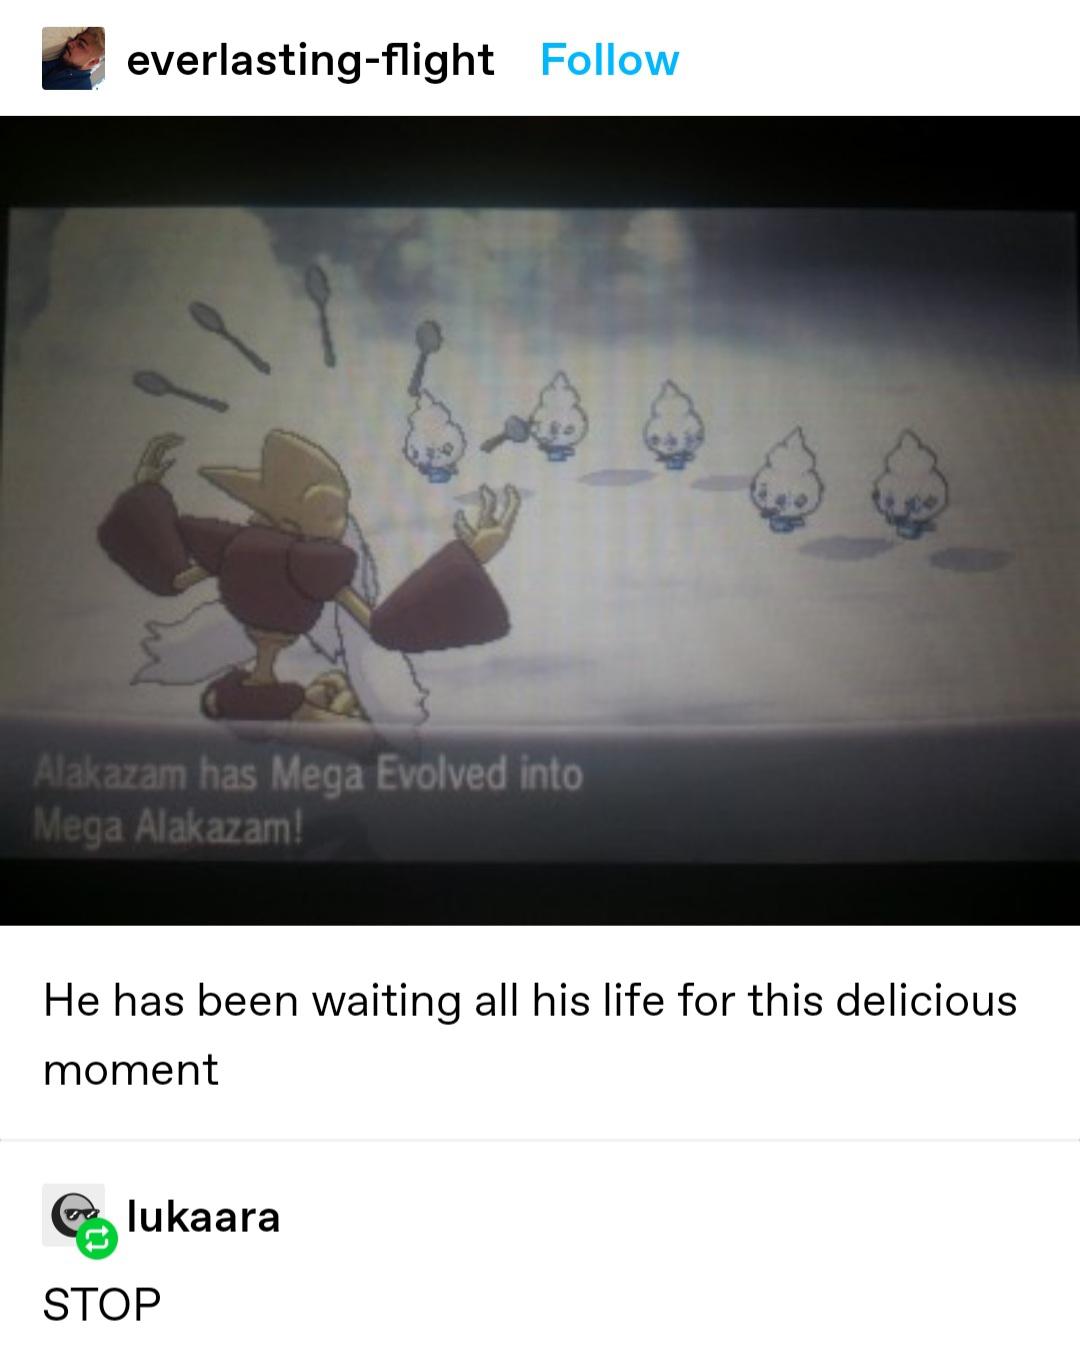 everlasting-flight Follow
Alakazam has Mega Evolved into
Mega Alakazam!
He has been waiting all his life for this delicious
moment
lukaara
STOP